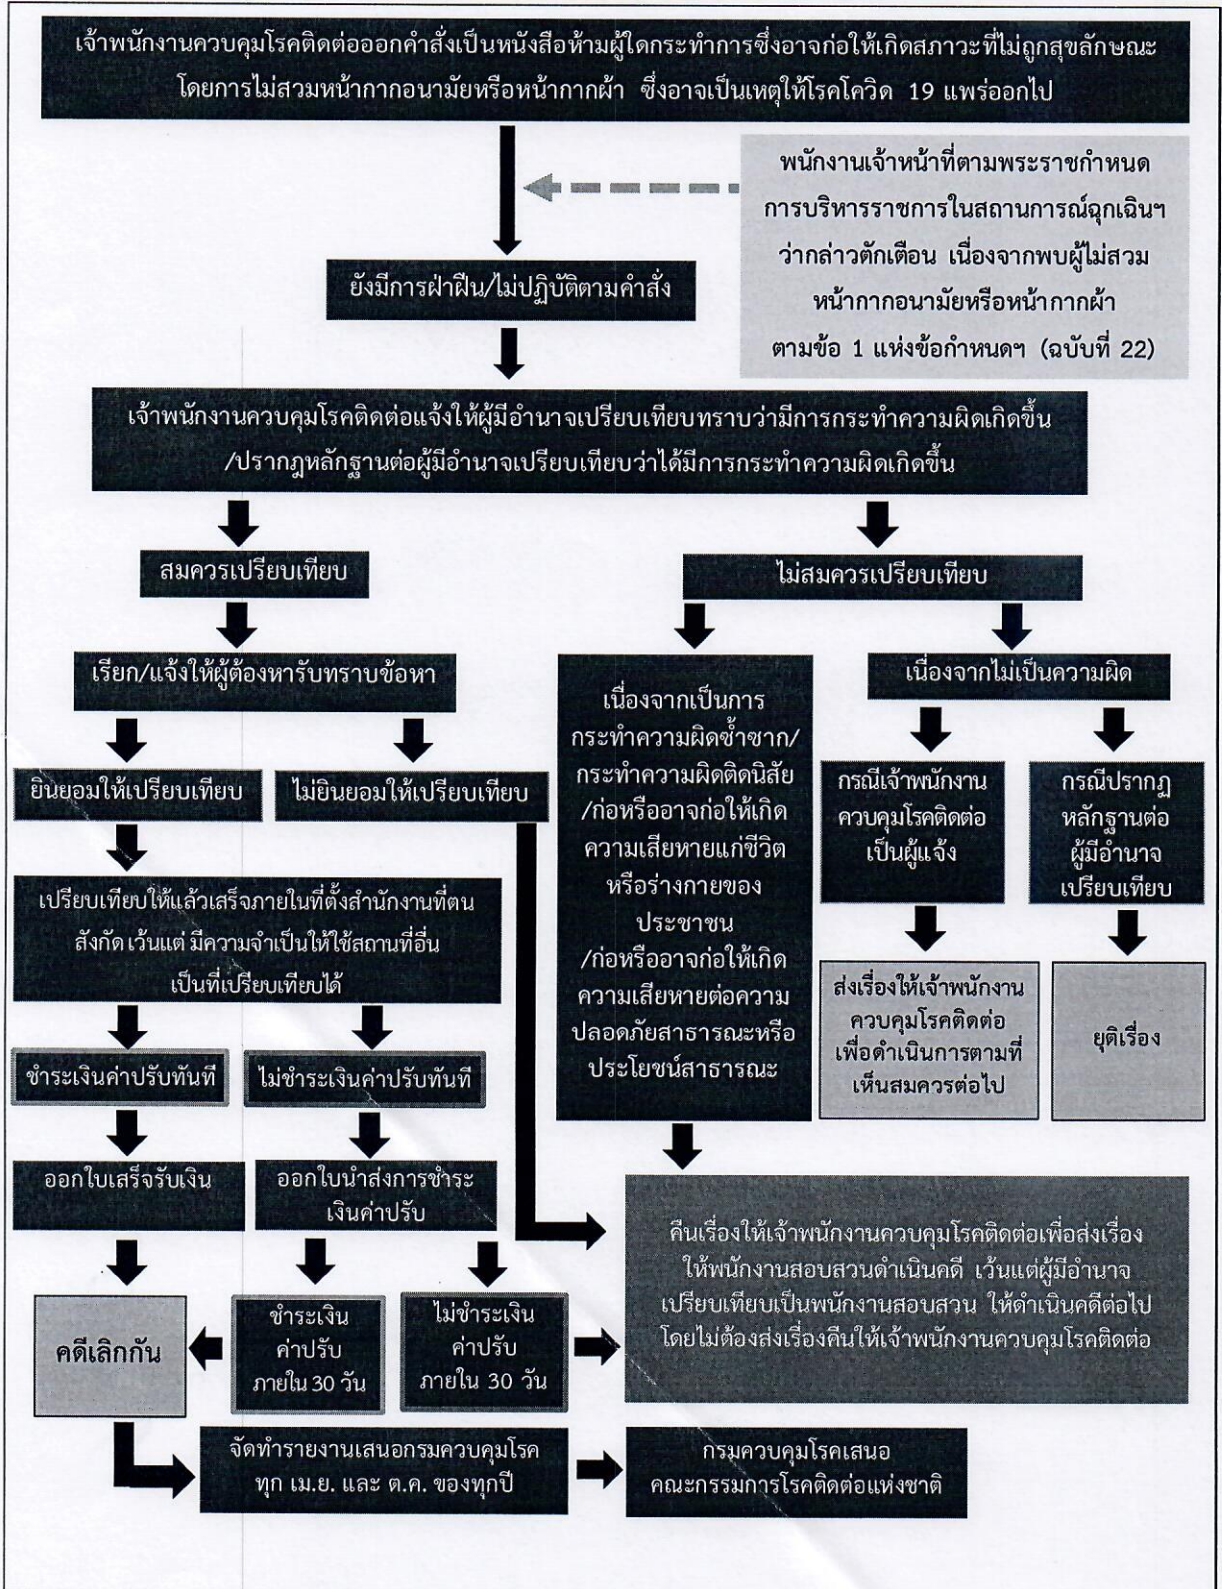 เจ้าพนักงานควบคุมโรคติดต่อออกคำสั่งเป็นหนังสือห้ามผู้ใดกระทำการซึ่งอาจก่อให้เกิดสภาวะที่ไม่ถูกสุขลักษณะ
โดยการไม่สวมหน้ากากอนามัยหรือหน้ากากผ้า ซึ่งอาจเป็นเหตุให้โรคโควิด 19 แพร่ออกไป
พนักงานเจ้าหน้าที่ตามพระราชกำหนด
การบริหารราชการในสถานการณ์ฉุกเฉินฯ
ว่ากล่าวตักเตือน เนื่องจากพบผู้ไม่สวม
หน้ากากอนามัยหรือหน้ากากผ้า
ตามข้อ 1 แห่งข้อกำหนดฯ (ฉบับที่ 22)
ยังมีการฝ่าฝืน/ไม่ปฏิบัติตามคำสั่ง
เจ้าพนักงานควบคุมโรคติดต่อแจ้งให้ผู้มีอำนาจเปรียบเทียบทราบว่ามีการกระทำความผิดเกิดขึ้น
/ปรากฎหลักฐานต่อผู้มีอำนาจเปรียบเทียบว่าได้มีการกระทำความผิดเกิดขึ้น
สมควรเปรียบเทียบ
ไม่สมควรเปรียบเทียบ
เรียก/แจ้งให้ผู้ต้องหารับทราบข้อหา
เนื่องจากเป็นการ
กระทำความผิดซ้ำซาก/
กระทำความผิดติดนิสัย
/ก่อหรืออาจก่อให้เกิด
ความเสียหายแก่ชีวิต
หรือร่างกายของ
ประชาชน
/ก่อหรืออาจก่อให้เกิด
ความเสียหายต่อความ
ปลอดภัยสาธารณะหรือ
ประโยชน์สาธารณะ
เนื่องจากไม่เป็นความผิด
ยินยอมให้เปรียบเทียบ
ไม่ยินยอมให้เปรียบเทียบ
กรณีเจ้าพนักงาน
ควบคุมโรคติดต่อ
เป็นผู้แจ้ง
กรณีปรากฏ
หลักฐานต่อ
ผู้มีอำนาจ
เปรียบเทียบ
เปรียบเทียบให้แล้วเสร็จภายในที่ตั้งสำนักงานที่ตน
สังกัด เว้นแต่ มีความจำเป็นให้ใช้สถานที่อื่น
เป็นที่เปรียบเทียบได้
ส่งเรื่องให้เจ้าพนักงาน
ควบคุมโรคติดต่อ
เพื่อดำเนินการตามที่
เห็นสมควรต่อไป
ยุติเรื่อง
ชำระเงินค่าปรับทันที
ไม่ชำระเงินค่าปรับทันที
ออกใบเสร็จรับเงิน
ออกใบนำส่งการชำระ
เงินค่าปรับ
คืนเรื่องให้เจ้าพนักงานควบคุมโรคติดต่อเพื่อส่งเรื่อง
ให้พนักงานสอบสวนดำเนินคดี เว้นแต่ผู้มีอำนาจ
เปรียบเทียบเป็นพนักงานสอบสวน ให้ดำเนินคดีต่อไป
โดยไม่ต้องส่งเรื่องคืนให้เจ้าพนักงานควบคุมโรคติดต่อ
คดีเลิกกัน
ชำระเงิน
ค่าปรับ
ภายใน 30 วัน
ไม่ชำระเงิน
ค่าปรับ
ภายใน 30 วัน
จัดทำรายงานเสนอกรมควบคุมโรค
ทุก เม.ย. และ ต.ค. ของทุกปี
กรมควบคุมโรคเสนอ
คณะกรรมการโรคติดต่อแห่งชาติ